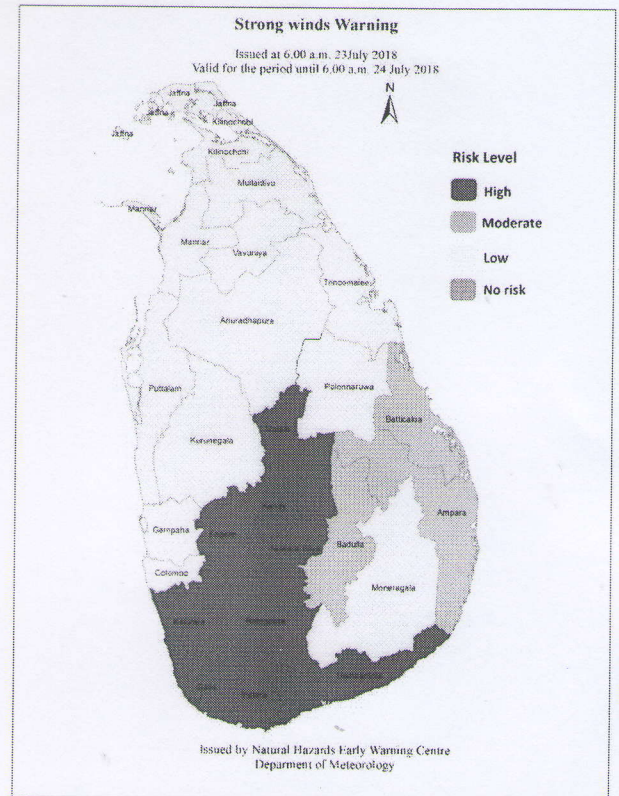 Strong winds Warning
Issued at 6.00 a.m. 23July 2018
Valid for the period until 6.00 a.m. 24 July 2018
N
Jaffna
Jaffna
Jaffna
Jaffna
Kilinochchi
Kilinochchi
Mullaitivu
Mannar
Mannar
Vavuniya
Trincomalee
Anuradhapura
Puttalam
Polonnaruwa
Kurunegala
Batticaloa
Gampaha
Ampara
Badulla
Colombo
Moneragala
Risk Level
High
Moderate
Low
No risk
Kandy
Kalutara
Galle
Issued by Natural Hazards Early Warning Centre
Deparment of Meteorology